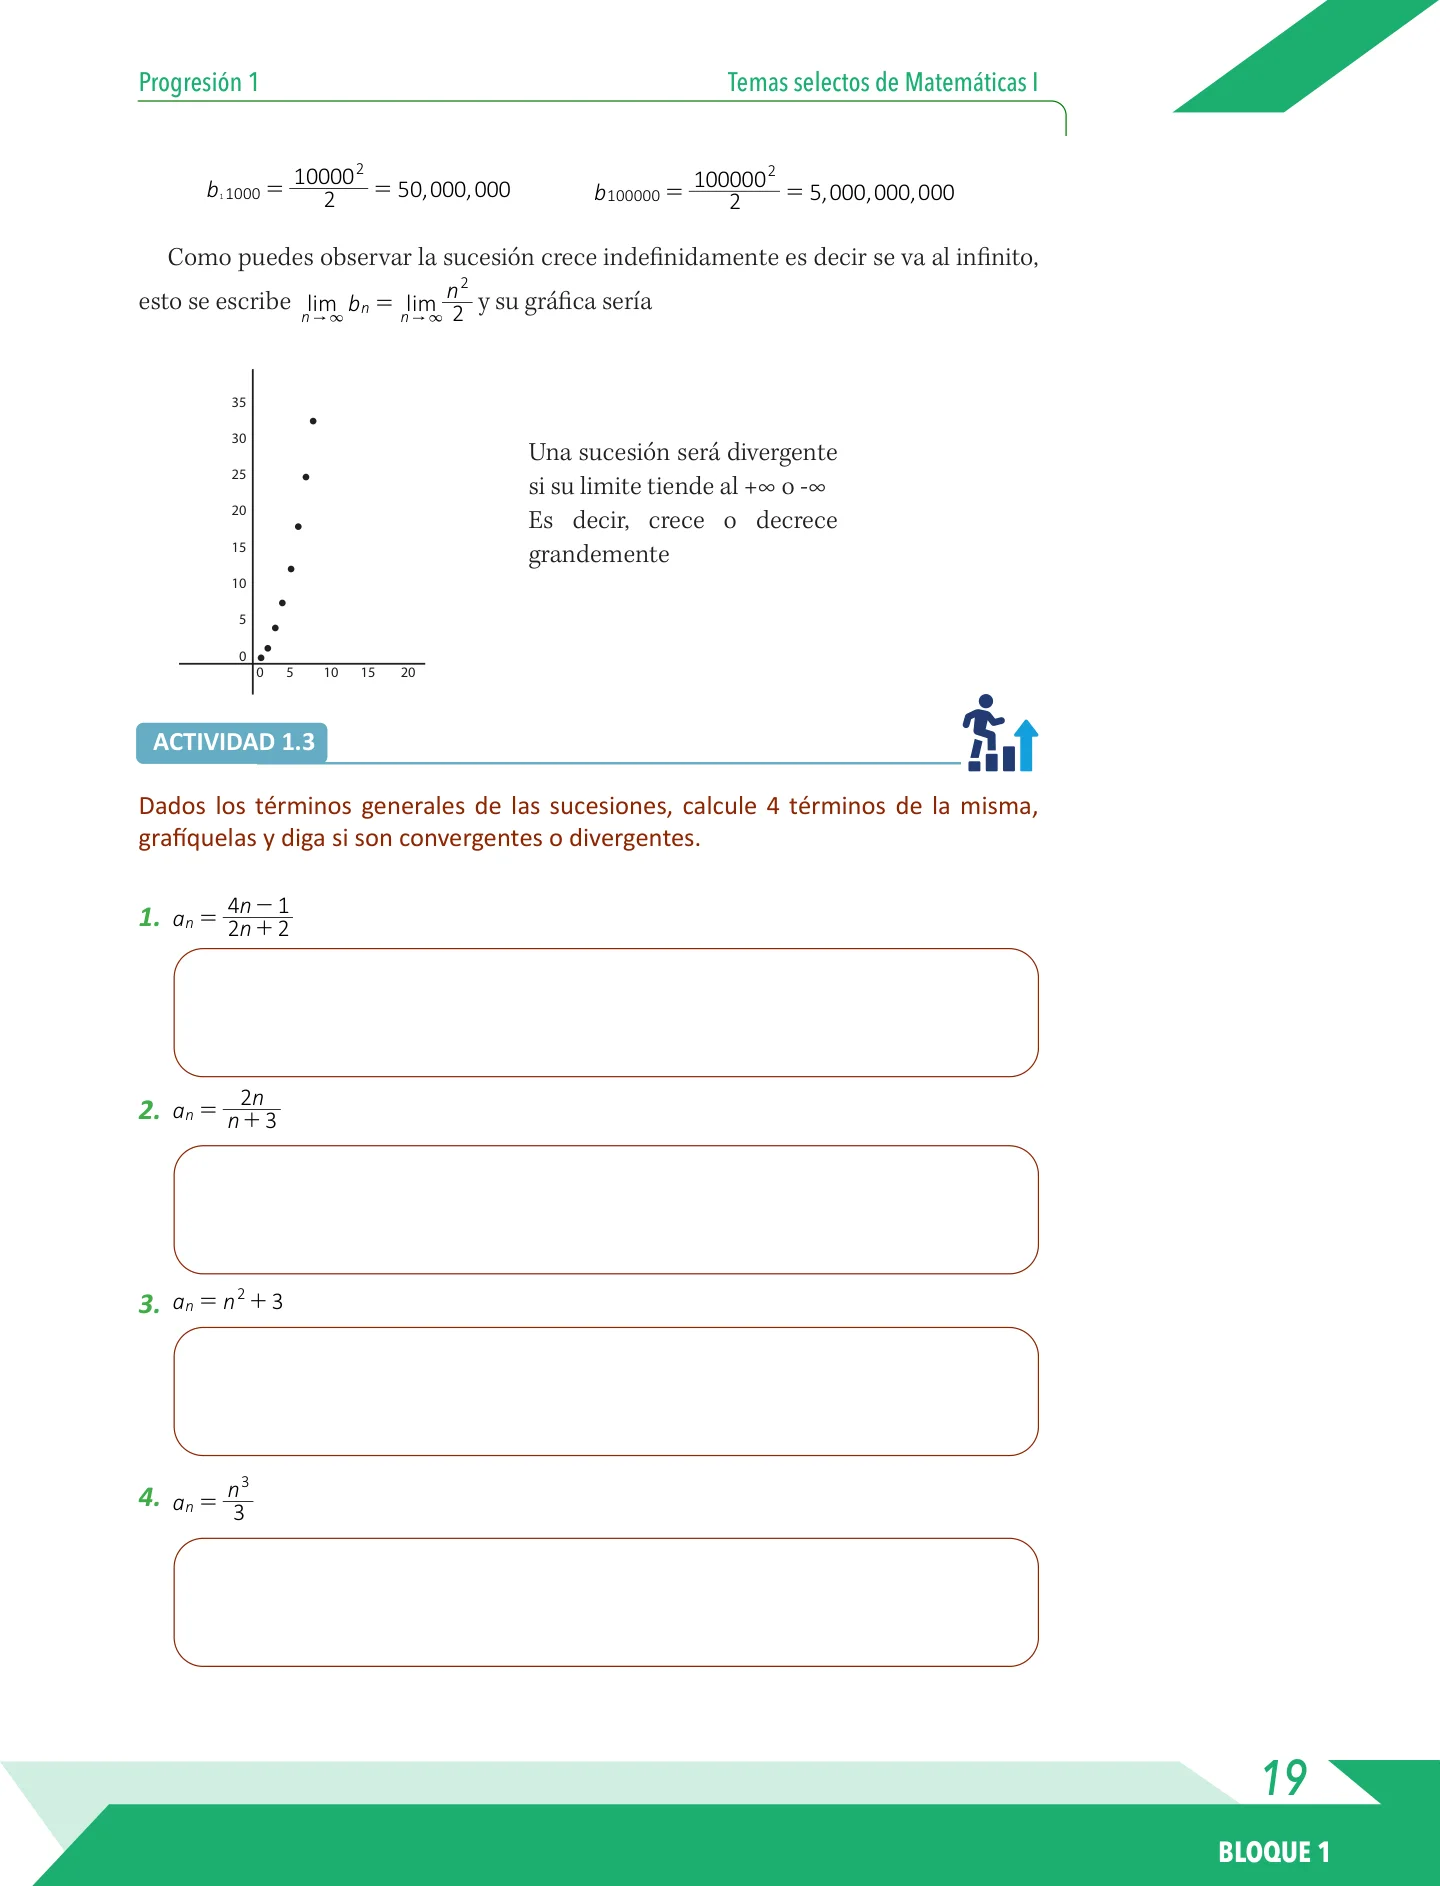 Progresión 1 Temas selectos de Matemáticas I
b₁1000 = 10000²/2 = 50,000,000 b100000 = 100000²/2 = 5,000,000,000
Como puedes observar la sucesión crece indefinidamente es decir se va al infinito,
esto se escribe lim n→∞ bn = lim n→∞ n²/2 y su gráfica sería
35
30
25
20
15
10
5
0
0 5 10 15 20
Una sucesión será divergente
si su limite tiende al +∞ o -∞
Es decir, crece o decrece
grandemente
ACTIVIDAD 1.3
Dados los términos generales de las sucesiones, calcule 4 términos de la misma,
grafíquelas y diga si son convergentes o divergentes.
1. an = 4n − 1 / 2n + 2
2. an = 2n / n + 3
3. an = n² + 3
4. an = n³ / 3
19
BLOQUE 1